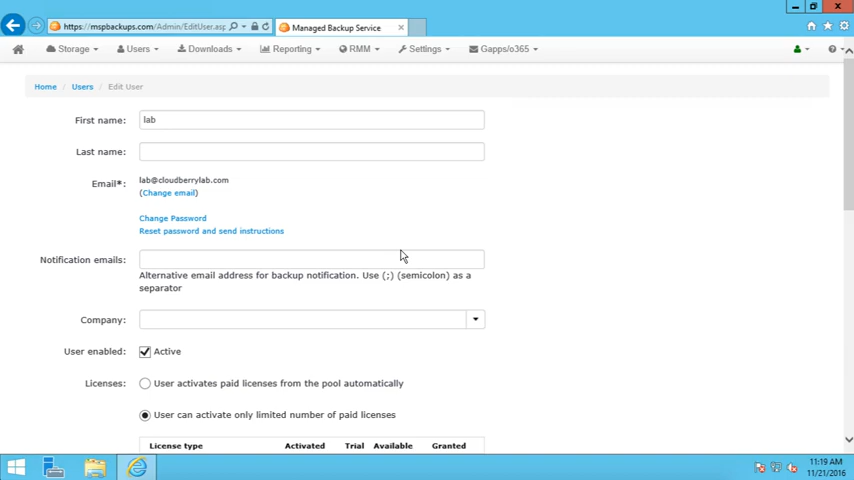 https://mspbackups.com/Admin/EditUser.asp
Managed Backup Service
Storage
Users
Downloads
Reporting
RMM
Settings
Gapps/o365
Home / Users / Edit User
First name: lab
Last name:
Email*: lab@cloudberrylab.com
(Change email)
Change Password
Reset password and send instructions
Notification emails:
Alternative email address for backup notification. Use (;) (semicolon) as a
separator
Company:
User enabled: Active
Licenses: User activates paid licenses from the pool automatically
User can activate only limited number of paid licenses
License type Activated Trial Available Granted
11:19 AM
11/21/2016